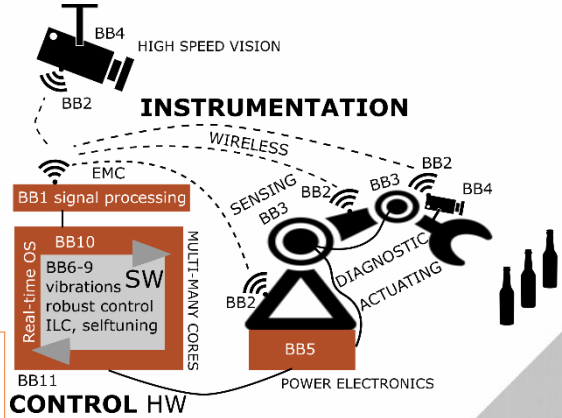 BB4
HIGH SPEED VISION
BB2
INSTRUMENTATION
WIRELESS
EMC
BB1 signal processing
SENSING
BB2
BB3
BB2
BB4
BB3
DIAGNOSTIC
ACTUATING
BB2
BB5
POWER ELECTRONICS
BB10
Real-time OS
BB6-9
SW
vibrations
robust control
ILC, selftuning
MULTI-MANY CORES
BB11
CONTROL HW